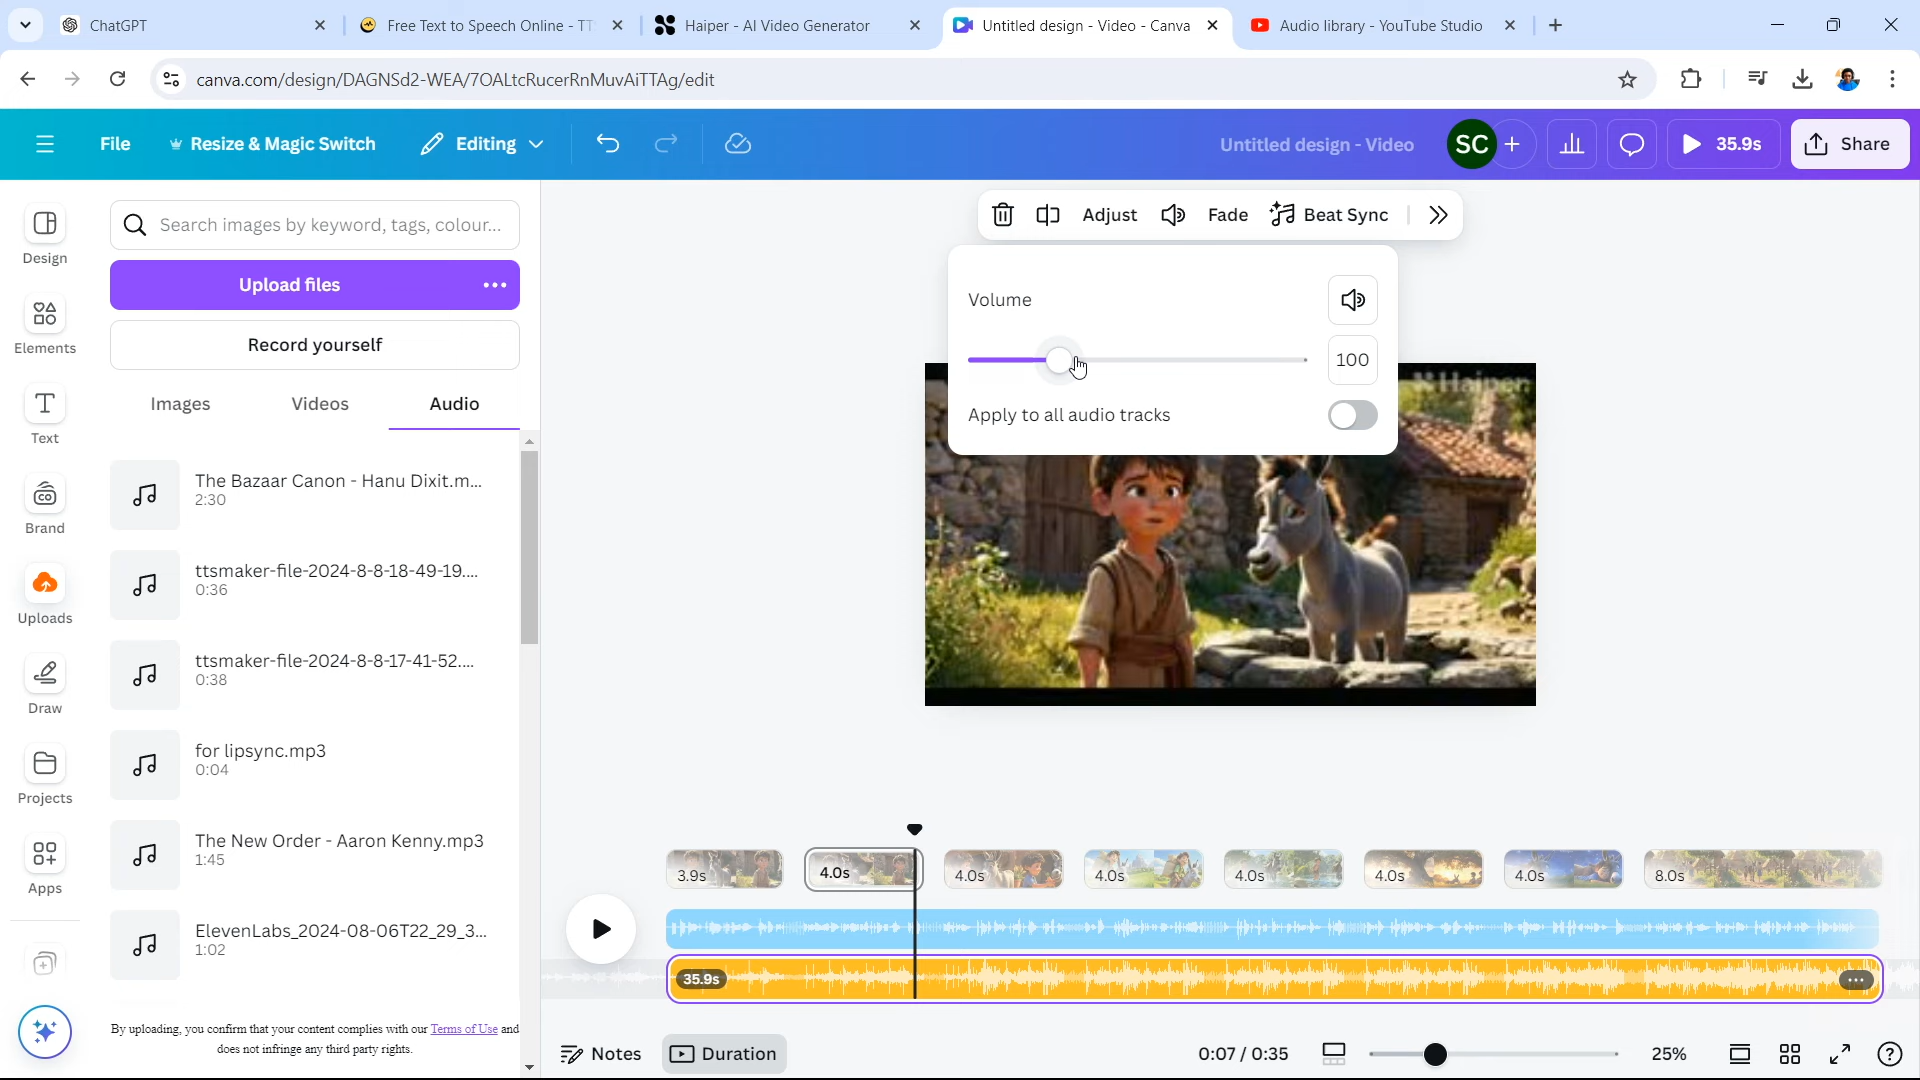 ChatGPT
Free Text to Speech Online - TT
Haiper - AI Video Generator
Untitled design - Video - Canva
Audio library - YouTube Studio
canva.com/design/DAGNSd2-WEA/7OALtcRucerRnMuvAiTTAg/edit
File
Resize & Magic Switch
Editing
Untitled design - Video
SC
35.9s
Share
Design
Elements
Text
Brand
Uploads
Draw
Projects
Apps
Search images by keyword, tags, colour...
Upload files
Record yourself
Images
Videos
Audio
The Bazaar Canon - Hanu Dixit.m...
2:30
ttsmaker-file-2024-8-8-18-49-19....
0:36
ttsmaker-file-2024-8-8-17-41-52....
0:38
for lipsync.mp3
0:04
The New Order - Aaron Kenny.mp3
1:45
ElevenLabs_2024-08-06T22_29_3...
1:02
By uploading, you confirm that your content complies with our Terms of Use and
does not infringe any third party rights.
Adjust
Fade
Beat Sync
Volume
100
Apply to all audio tracks
Haiper
3.9s
4.0s
4.0s
4.0s
4.0s
4.0s
4.0s
8.0s
35.9s
Notes
Duration
0:07 / 0:35
25%